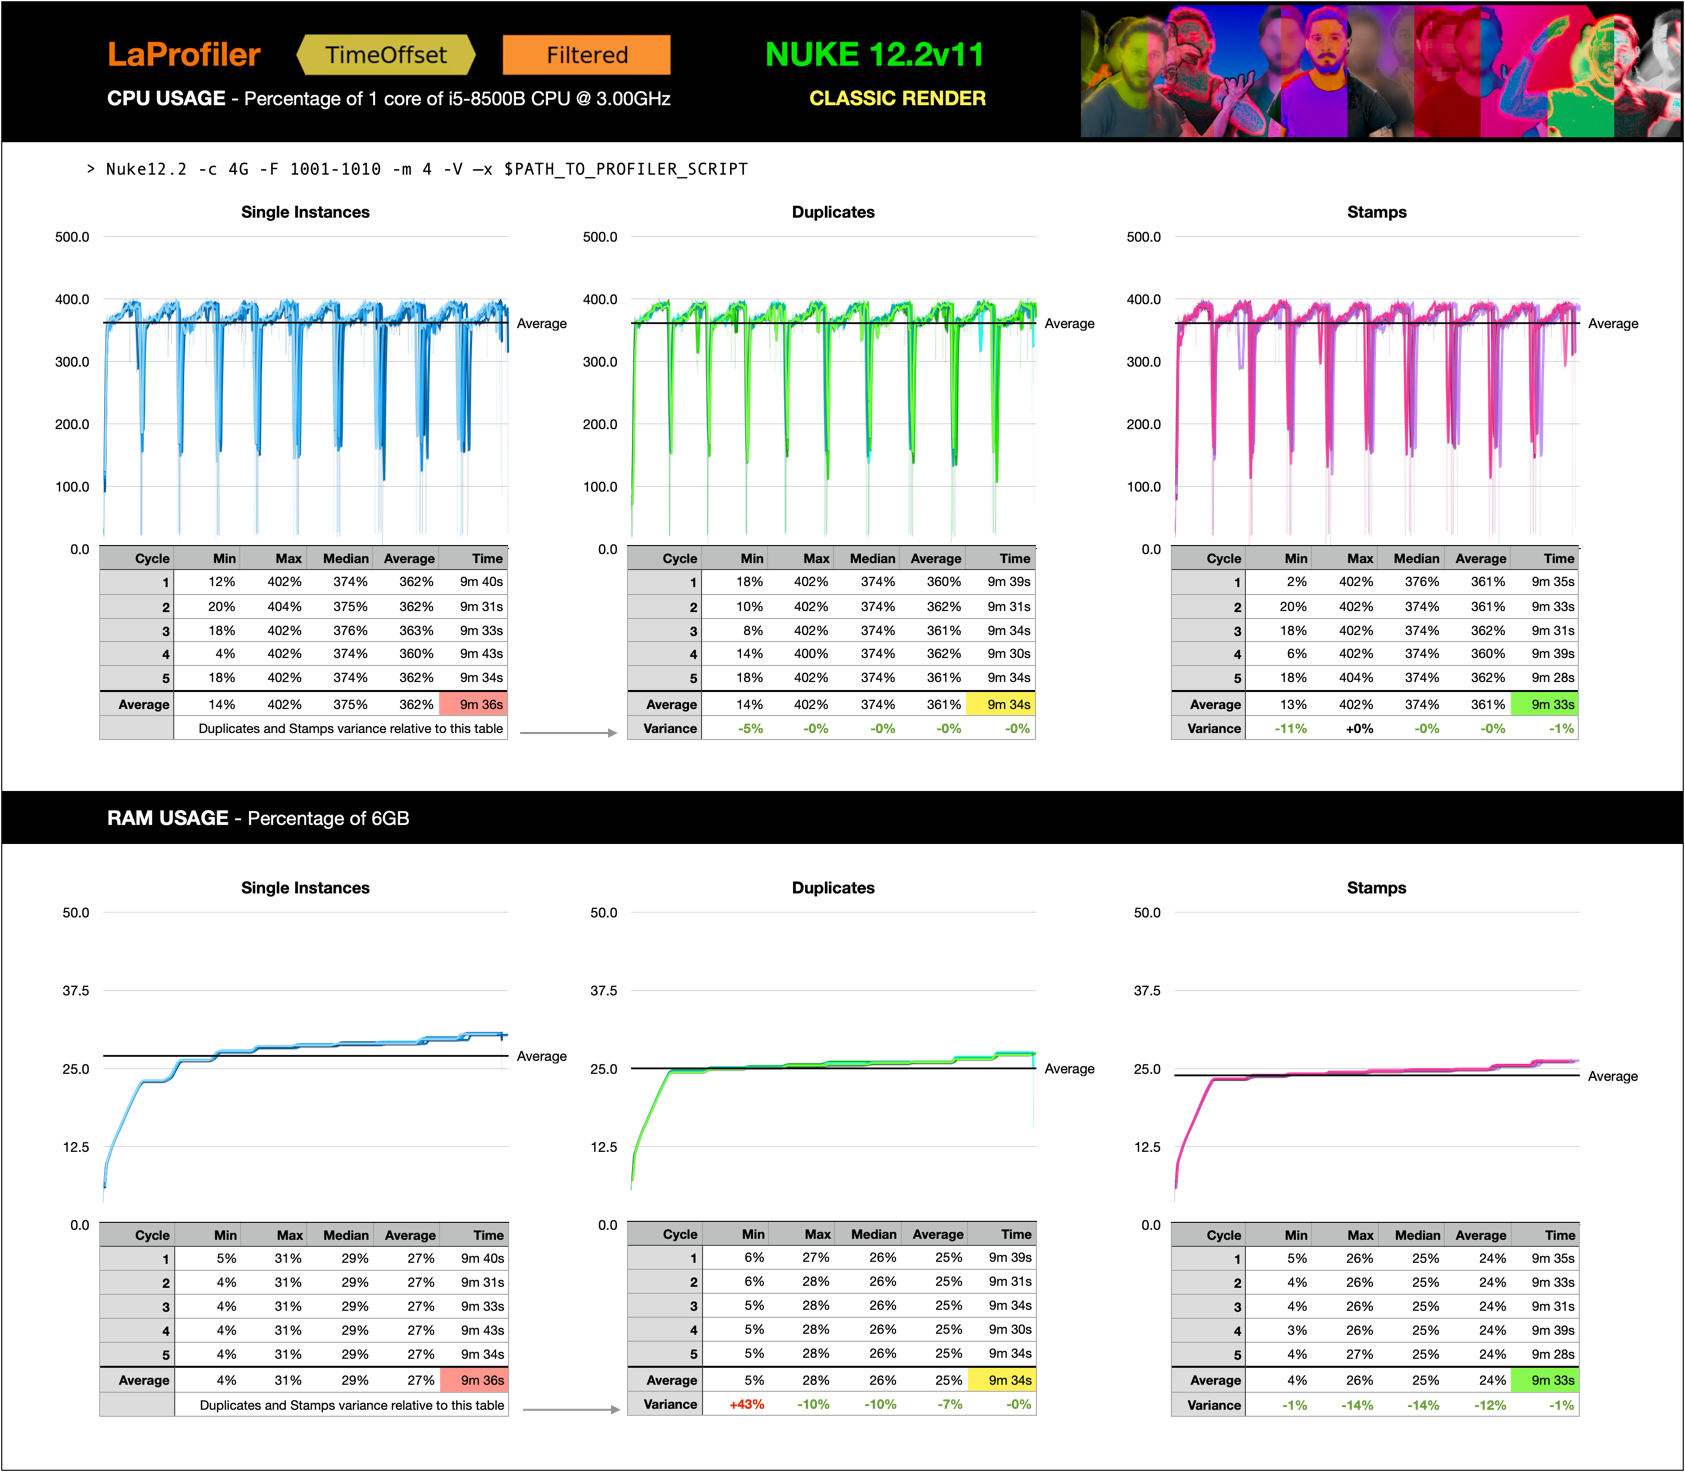 LaProfiler TimeOffset Filtered NUKE 12.2v11
CPU USAGE - Percentage of 1 core of i5-8500B CPU @ 3.00GHz CLASSIC RENDER
> Nuke12.2 -c 4G -F 1001-1010 -m 4 -V –x $PATH_TO_PROFILER_SCRIPT
Single Instances
500.0
400.0
300.0
200.0
100.0
0.0
Average
Cycle Min Max Median Average Time
1 12% 402% 374% 362% 9m 40s
2 20% 404% 375% 362% 9m 31s
3 18% 402% 376% 363% 9m 33s
4 4% 402% 374% 360% 9m 43s
5 18% 402% 374% 362% 9m 34s
Average 14% 402% 375% 362% 9m 36s
Duplicates and Stamps variance relative to this table
Duplicates
500.0
400.0
300.0
200.0
100.0
0.0
Average
Cycle Min Max Median Average Time
1 18% 402% 374% 360% 9m 39s
2 10% 402% 374% 362% 9m 31s
3 8% 402% 374% 361% 9m 34s
4 14% 400% 374% 362% 9m 30s
5 18% 402% 374% 361% 9m 34s
Average 14% 402% 374% 361% 9m 34s
Variance -5% -0% -0% -0% -0%
Stamps
500.0
400.0
300.0
200.0
100.0
0.0
Average
Cycle Min Max Median Average Time
1 2% 402% 376% 361% 9m 35s
2 20% 402% 374% 361% 9m 33s
3 18% 402% 374% 362% 9m 31s
4 6% 402% 374% 360% 9m 39s
5 18% 404% 374% 362% 9m 28s
Average 13% 402% 374% 361% 9m 33s
Variance -11% +0% -0% -0% -1%
RAM USAGE - Percentage of 6GB
Single Instances
50.0
37.5
25.0
12.5
0.0
Average
Cycle Min Max Median Average Time
1 5% 31% 29% 27% 9m 40s
2 4% 31% 29% 27% 9m 31s
3 4% 31% 29% 27% 9m 33s
4 4% 31% 29% 27% 9m 43s
5 4% 31% 29% 27% 9m 34s
Average 4% 31% 29% 27% 9m 36s
Duplicates and Stamps variance relative to this table
Duplicates
50.0
37.5
25.0
12.5
0.0
Average
Cycle Min Max Median Average Time
1 6% 27% 26% 25% 9m 39s
2 6% 28% 26% 25% 9m 31s
3 5% 28% 26% 25% 9m 34s
4 5% 28% 26% 25% 9m 30s
5 5% 28% 26% 25% 9m 34s
Average 5% 28% 26% 25% 9m 34s
Variance +43% -10% -10% -7% -0%
Stamps
50.0
37.5
25.0
12.5
0.0
Average
Cycle Min Max Median Average Time
1 5% 26% 25% 24% 9m 35s
2 4% 26% 25% 24% 9m 33s
3 4% 26% 25% 24% 9m 31s
4 3% 26% 25% 24% 9m 39s
5 4% 27% 25% 24% 9m 28s
Average 4% 26% 25% 24% 9m 33s
Variance -1% -14% -14% -12% -1%